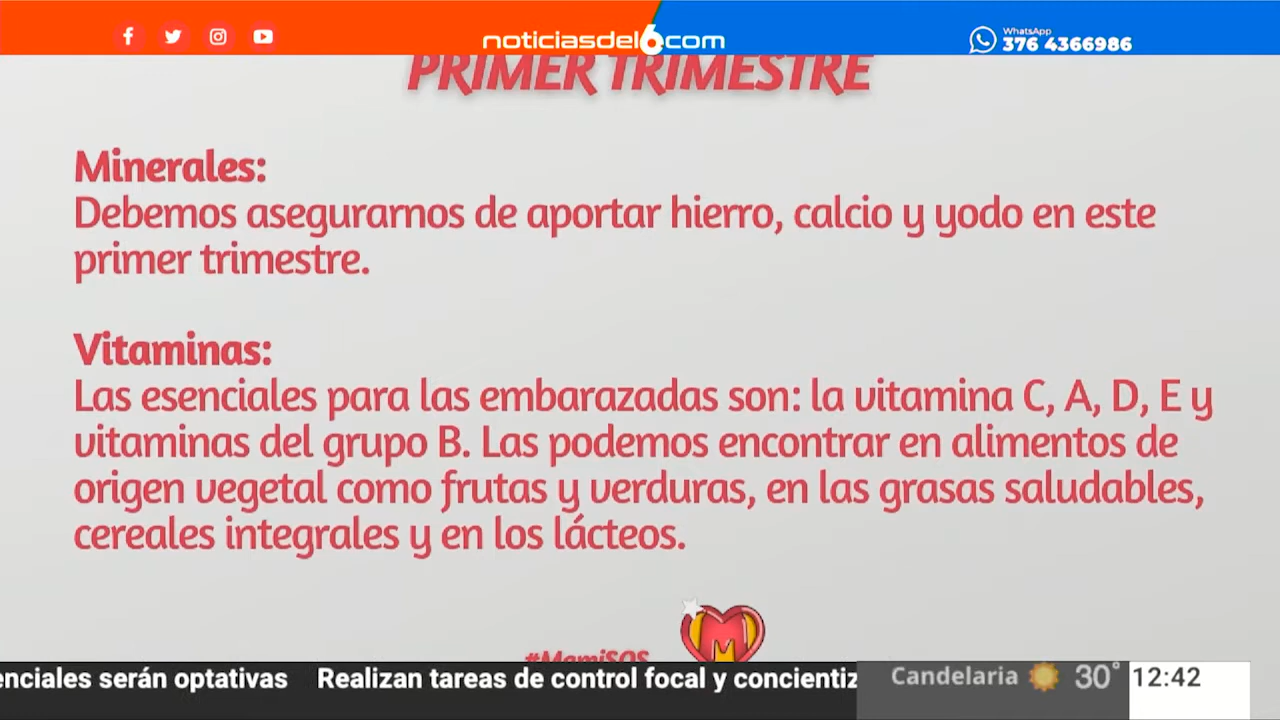 noticiasdel6.com
WhatsApp
376 4366986
PRIMER TRIMESTRE
Minerales:
Debemos asegurarnos de aportar hierro, calcio y yodo en este
primer trimestre.
Vitaminas:
Las esenciales para las embarazadas son: la vitamina C, A, D, E y
vitaminas del grupo B. Las podemos encontrar en alimentos de
origen vegetal como frutas y verduras, en las grasas saludables,
cereales integrales y en los lácteos.
M
#MamiSOS
enciales serán optativas Realizan tareas de control focal y concientiz
Candelaria 30° 12:42